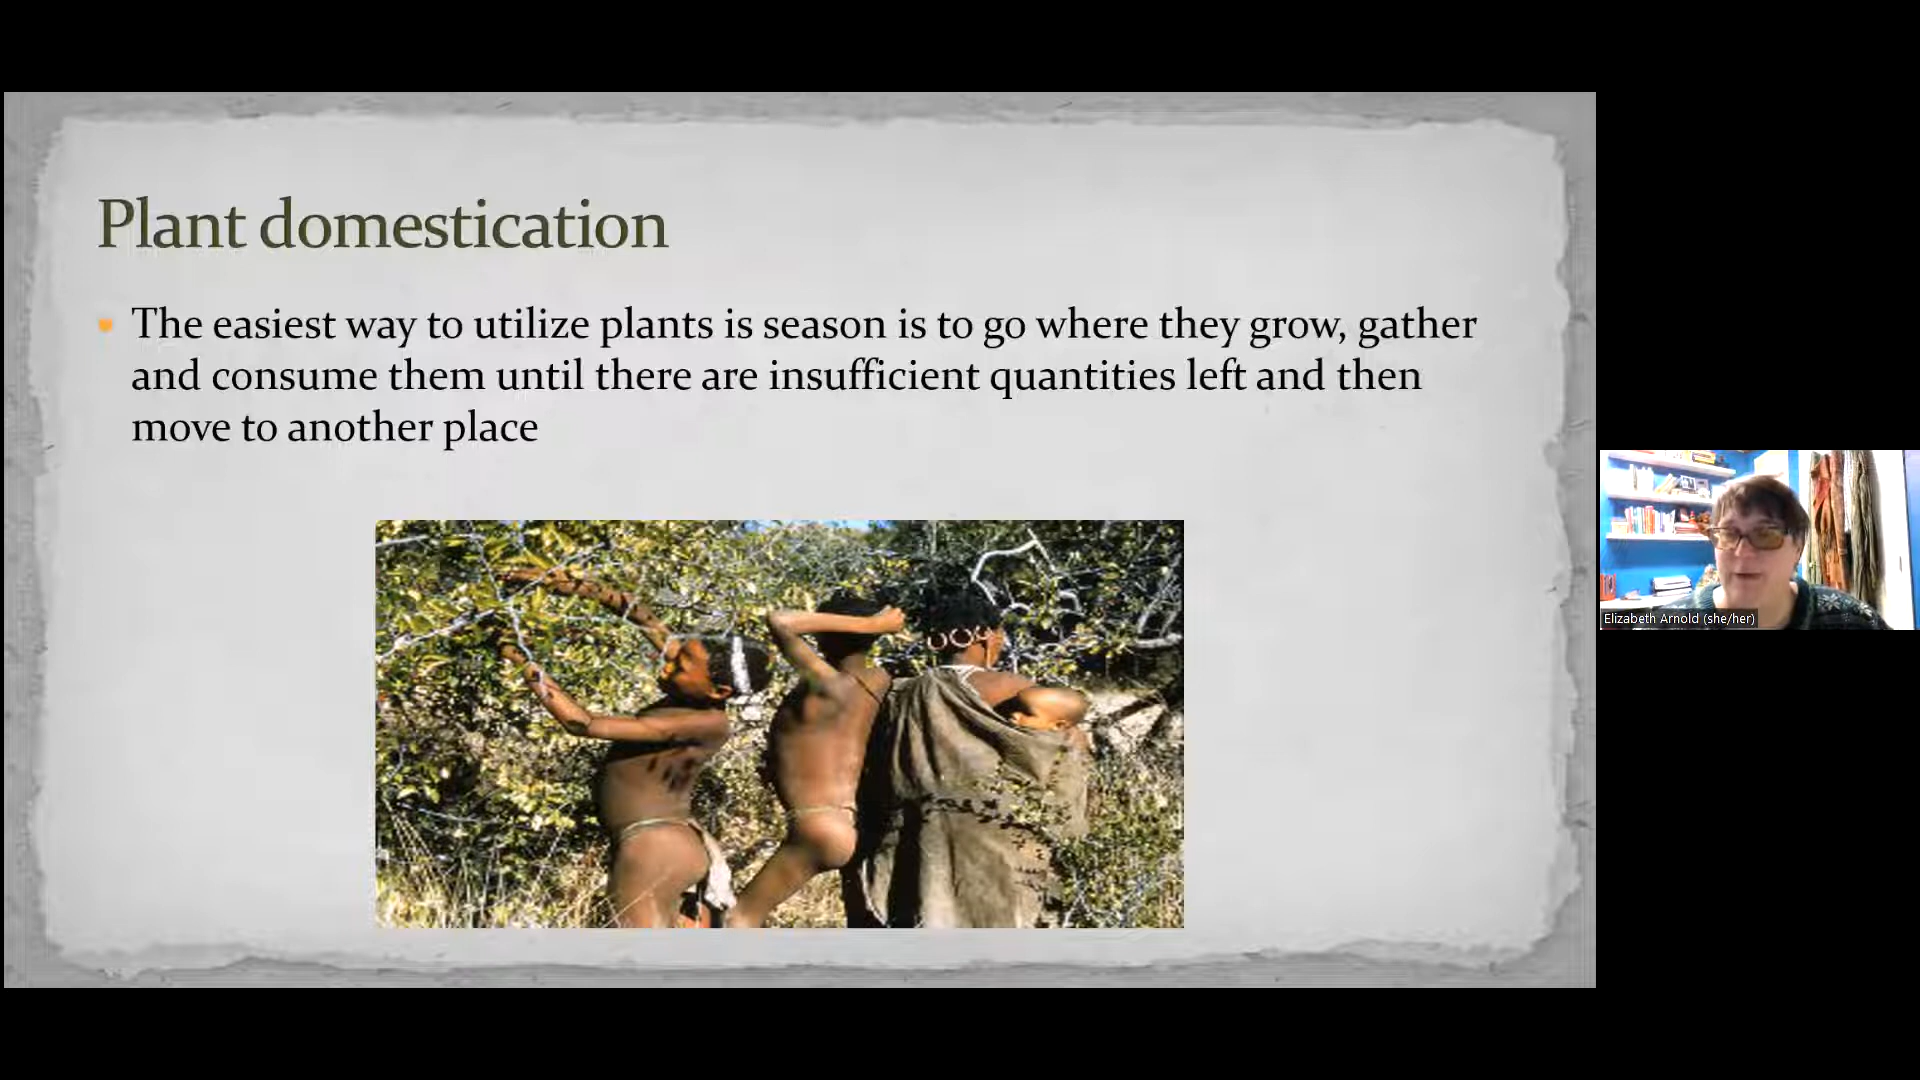 Plant domestication
The easiest way to utilize plants is season is to go where they grow, gather
and consume them until there are insufficient quantities left and then
move to another place
Elizabeth Arnold (she/her)